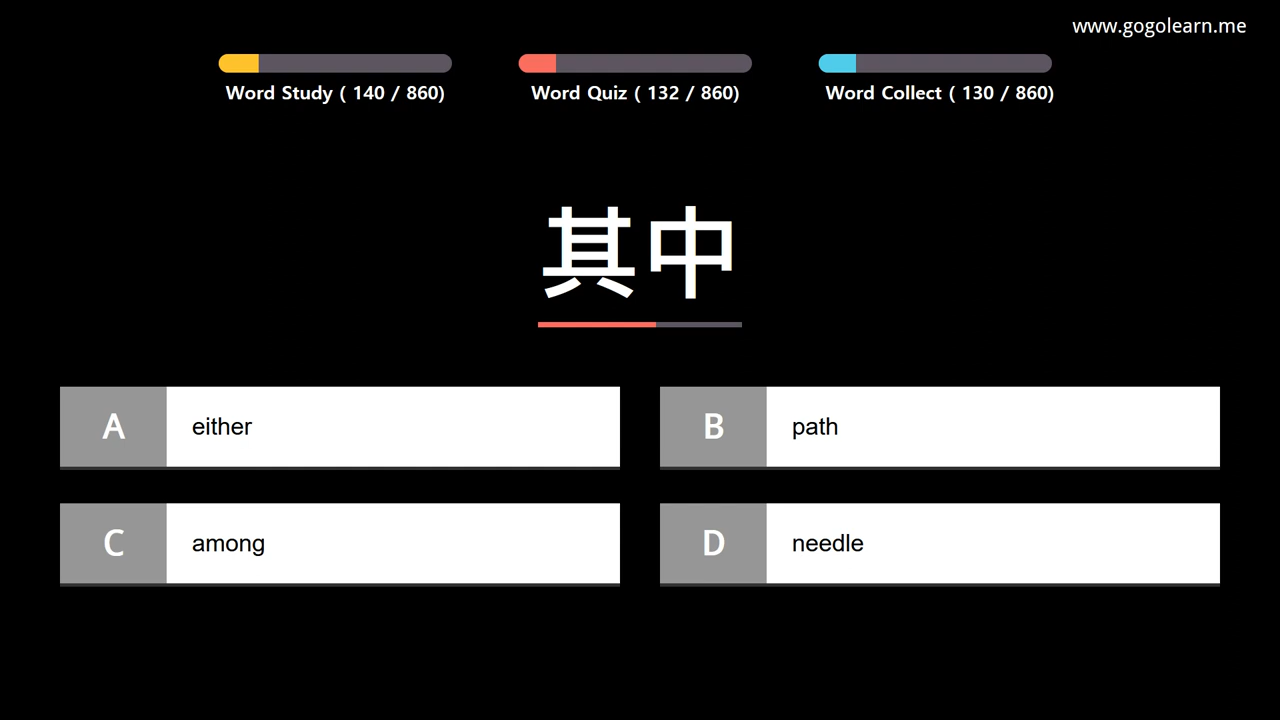 www.gogolearn.me
Word Study ( 140 / 860)
Word Quiz ( 132 / 860)
Word Collect ( 130 / 860)
其中
A either
B path
C among
D needle